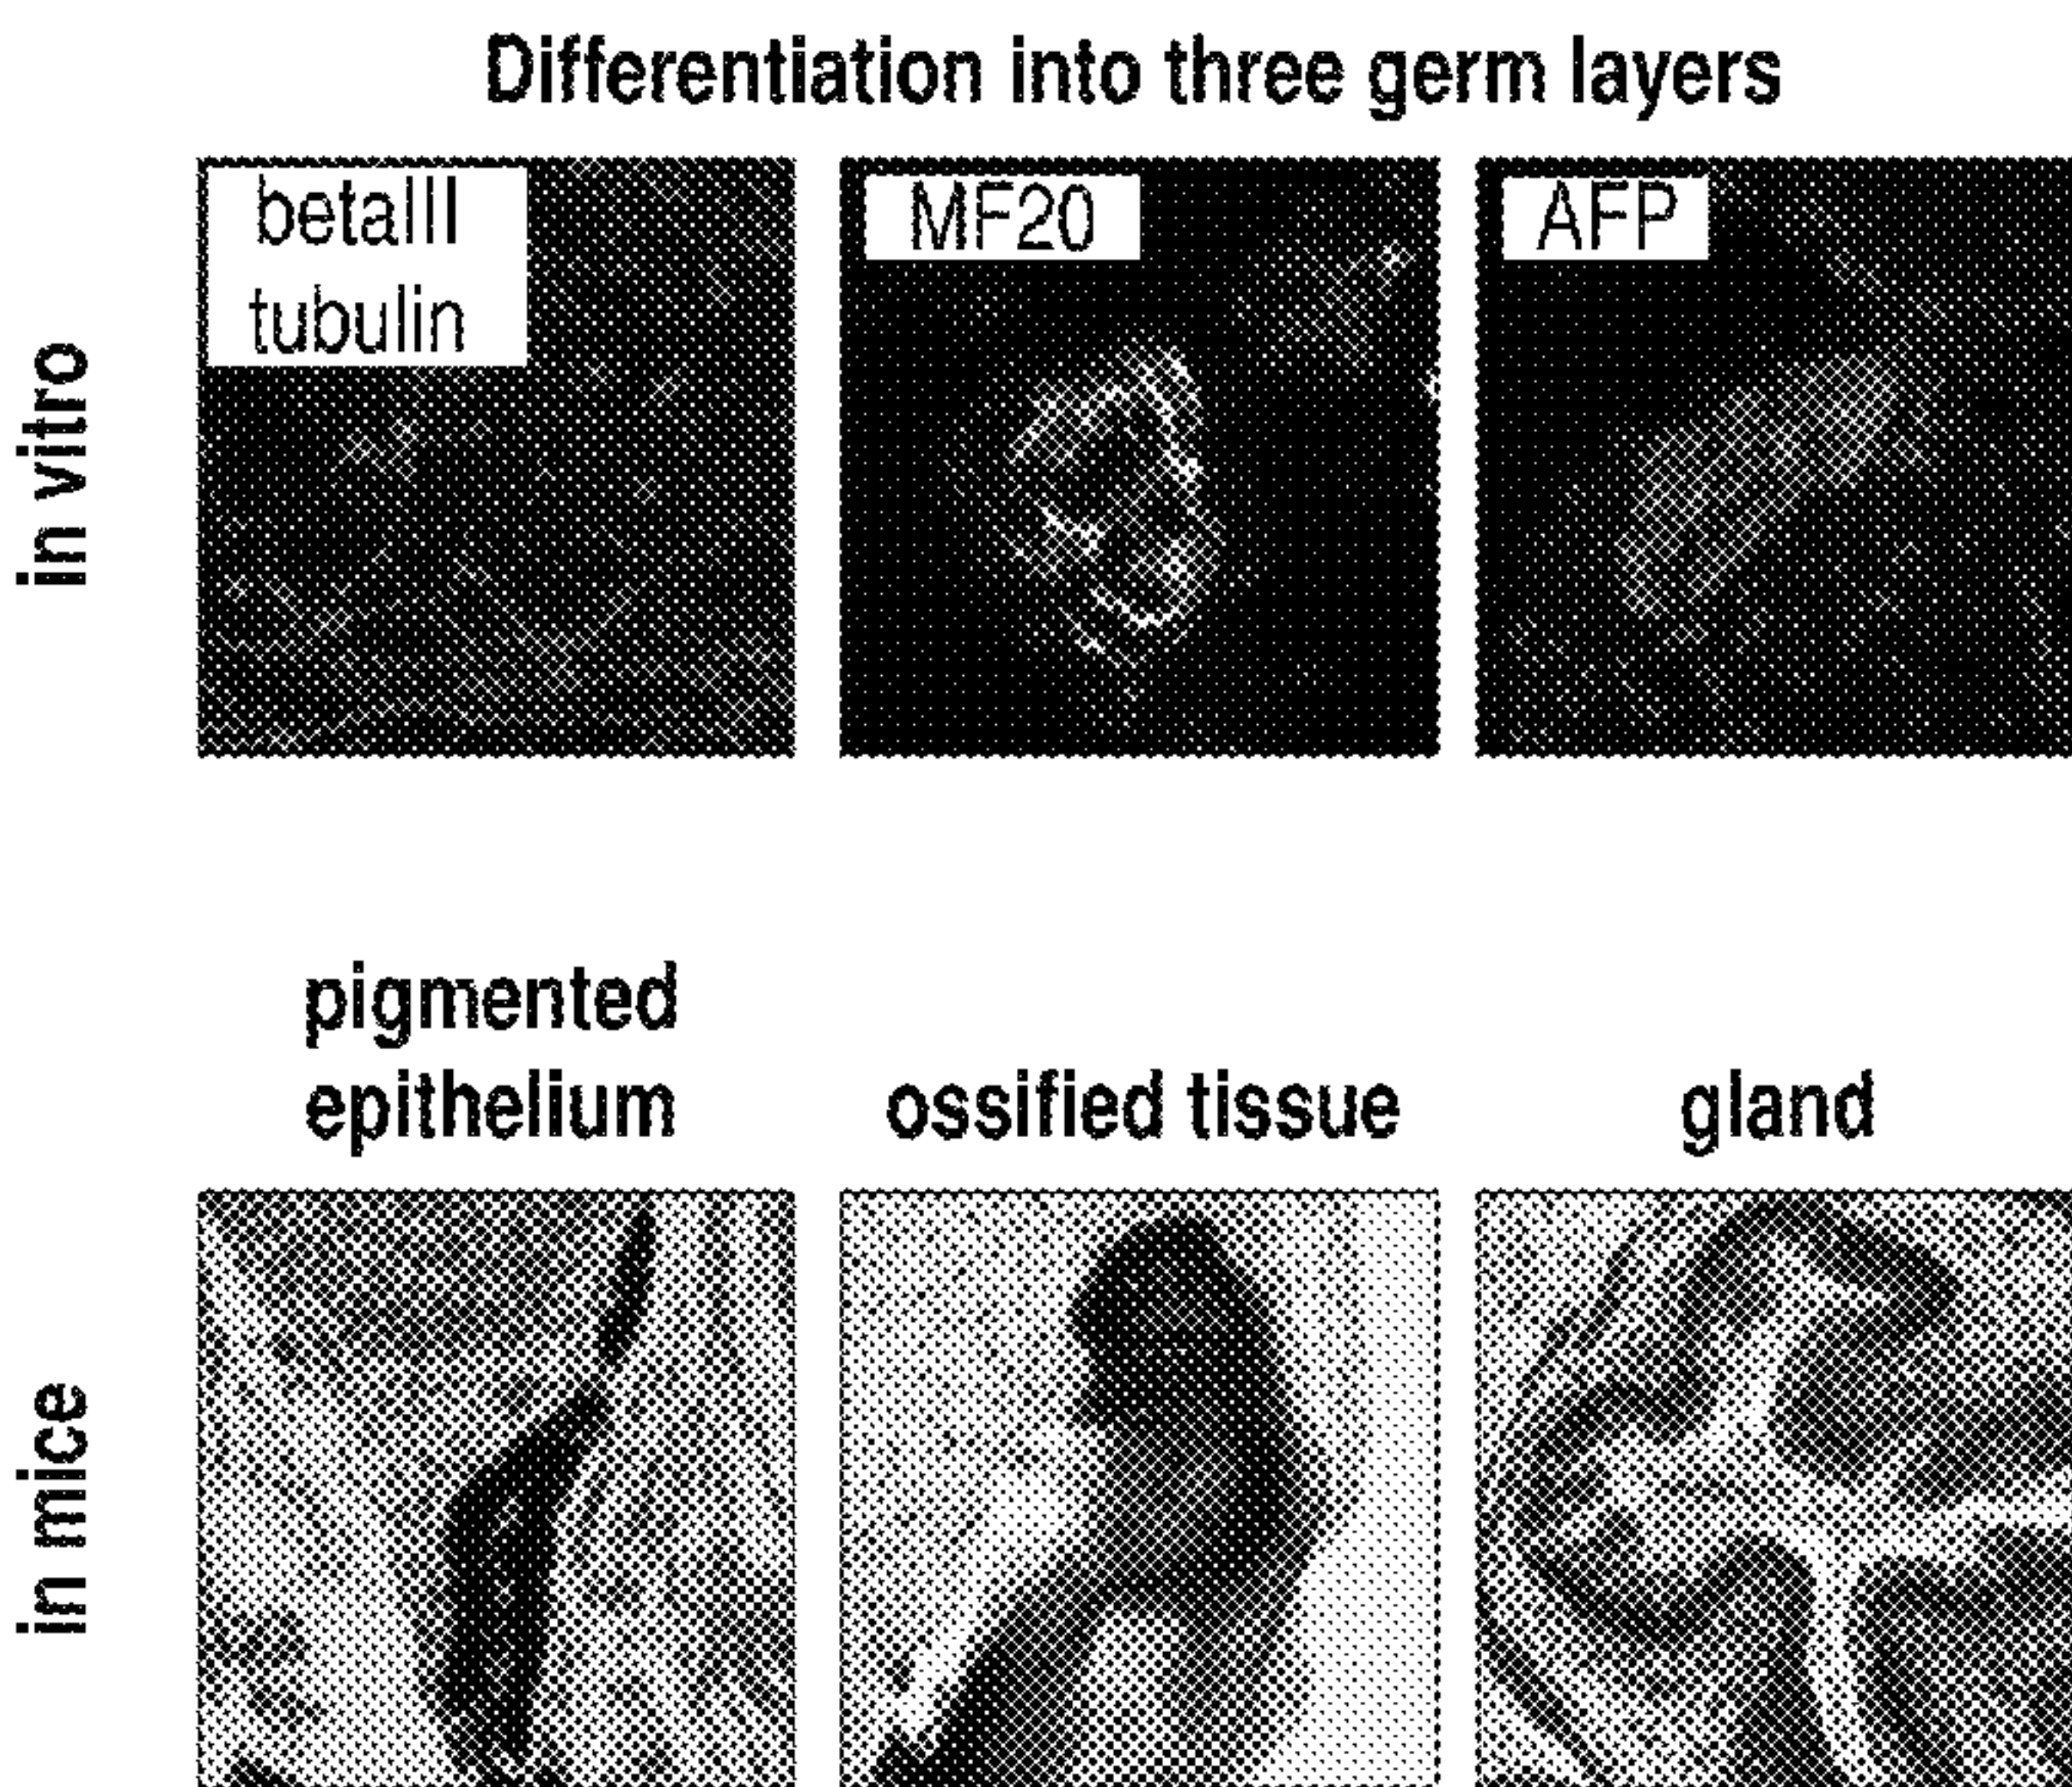 Differentiation into three germ layers
betaIII
tubulin
MF20
AFP
in vitro
pigmented
epithelium
ossified tissue
gland
in mice